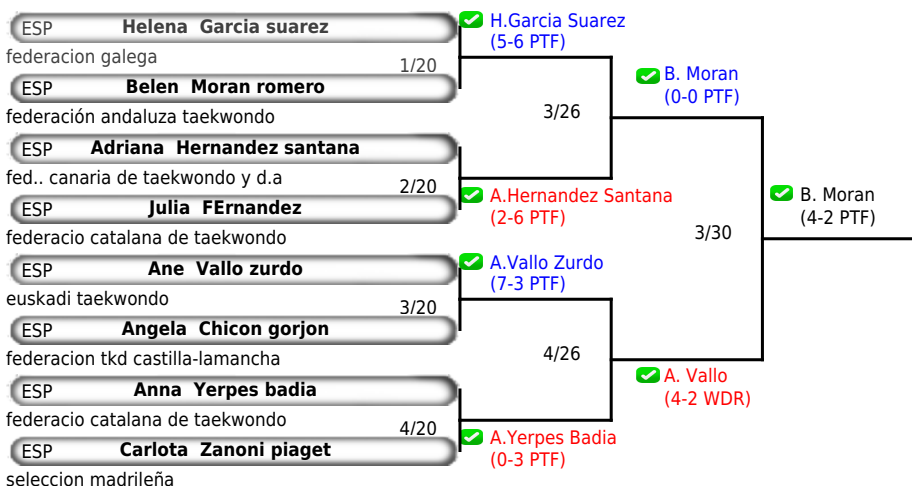 ESP Helena Garcia suarez
federacion galega
1/20
ESP Belen Moran romero
federación andaluza taekwondo
ESP Adriana Hernandez santana
fed.. canaria de taekwondo y d.a
2/20
ESP Julia FErnandez
federacio catalana de taekwondo
ESP Ane Vallo zurdo
euskadi taekwondo
3/20
ESP Angela Chicon gorjon
federacion tkd castilla-lamancha
ESP Anna Yerpes badia
federacio catalana de taekwondo
4/20
ESP Carlota Zanoni piaget
seleccion madrileña
H.Garcia Suarez
(5-6 PTF)
3/26
A.Hernandez Santana
(2-6 PTF)
A.Vallo Zurdo
(7-3 PTF)
4/26
A.Yerpes Badia
(0-3 PTF)
B. Moran
(0-0 PTF)
3/30
A. Vallo
(4-2 WDR)
B. Moran
(4-2 PTF)